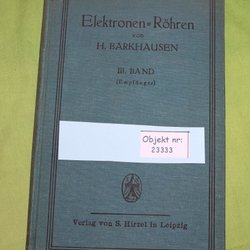 Elektronen=Röhren
VON
H. BARKHAUSEN
III. BAND
(Empfänger)
Objekt nr:
23333
Verlag von S. Hirzel in Leipzig